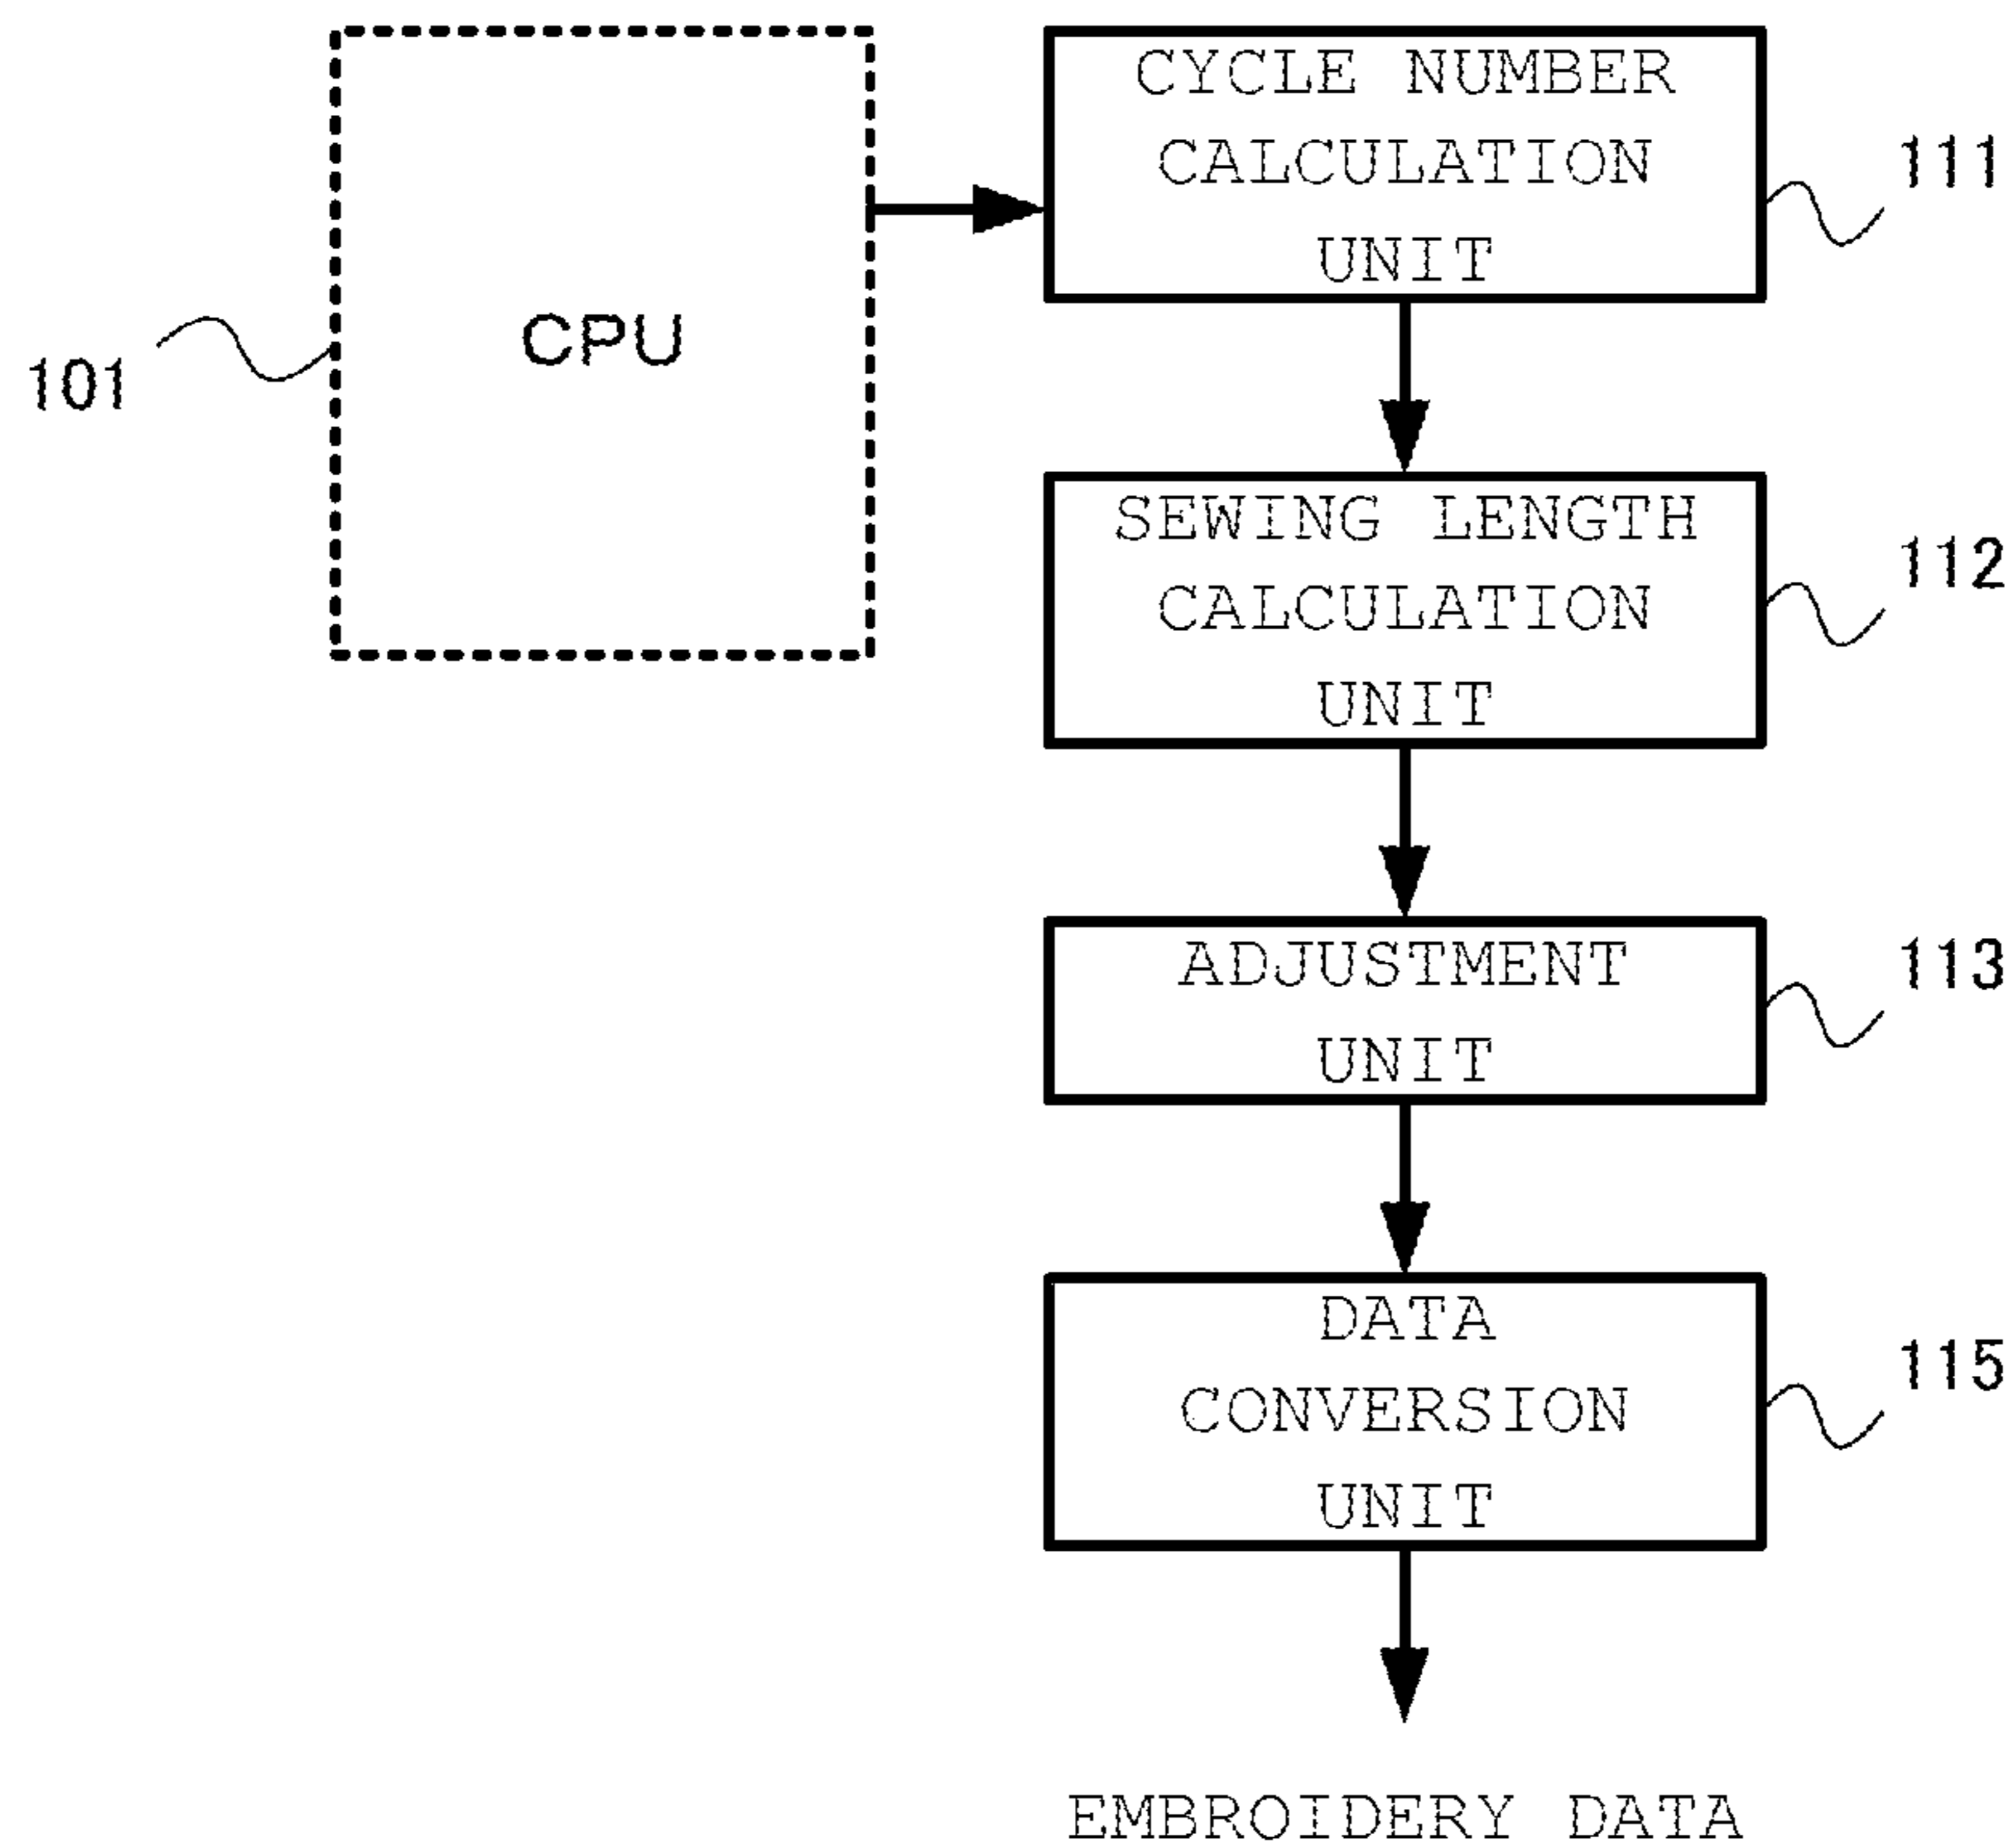 101
CPU
CYCLE NUMBER
CALCULATION
UNIT
111
SEWING LENGTH
CALCULATION
UNIT
112
ADJUSTMENT
UNIT
113
DATA
CONVERSION
UNIT
115
EMBROIDERY DATA